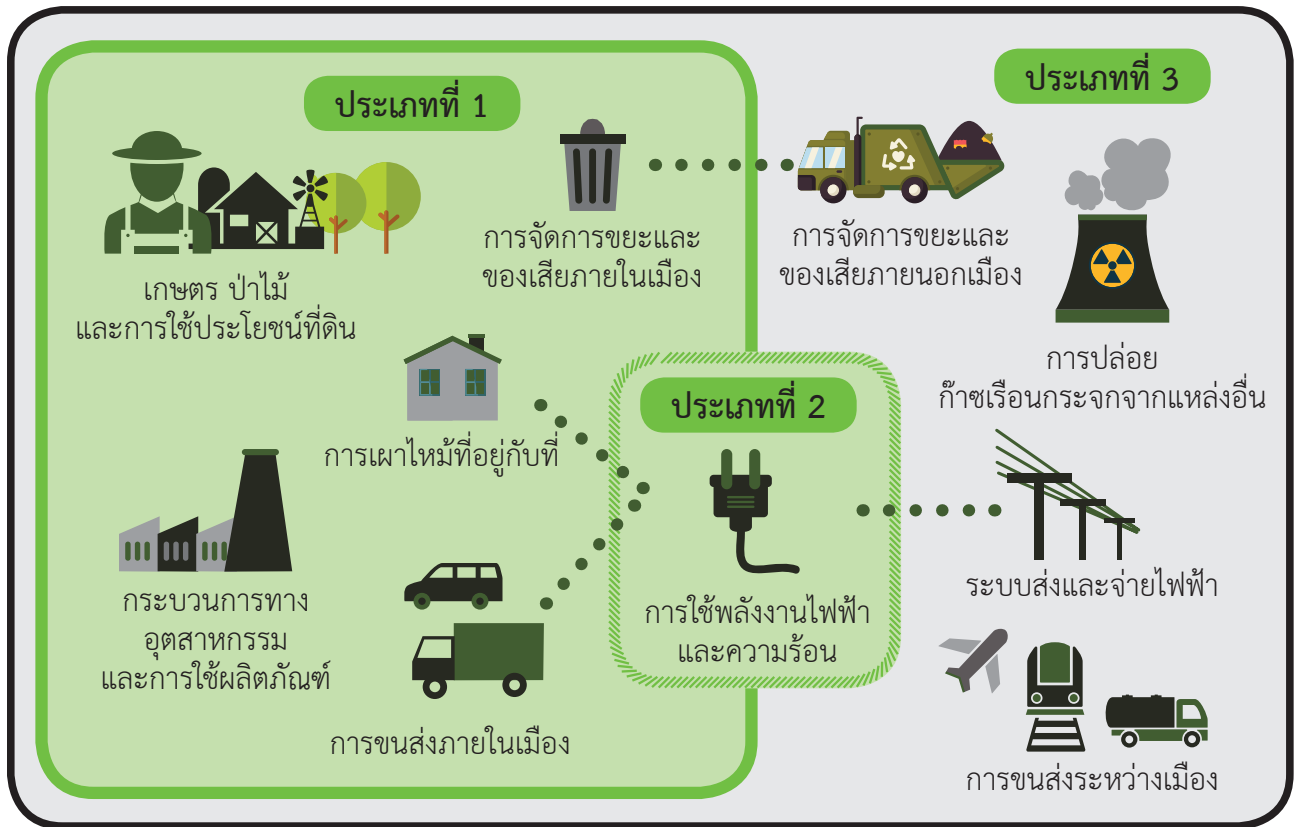 ประเภทที่ 1
เกษตร ป่าไม้
และการใช้ประโยชน์ที่ดิน
การจัดการขยะและ
ของเสียภายในเมือง
การเผาไหม้ที่อยู่กับที่
กระบวนการทาง
อุตสาหกรรม
และการใช้ผลิตภัณฑ์
การขนส่งภายในเมือง
ประเภทที่ 2
การใช้พลังงานไฟฟ้า
และความร้อน
ประเภทที่ 3
การจัดการขยะและ
ของเสียภายนอกเมือง
การปล่อย
ก๊าซเรือนกระจกจากแหล่งอื่น
ระบบส่งและจ่ายไฟฟ้า
การขนส่งระหว่างเมือง